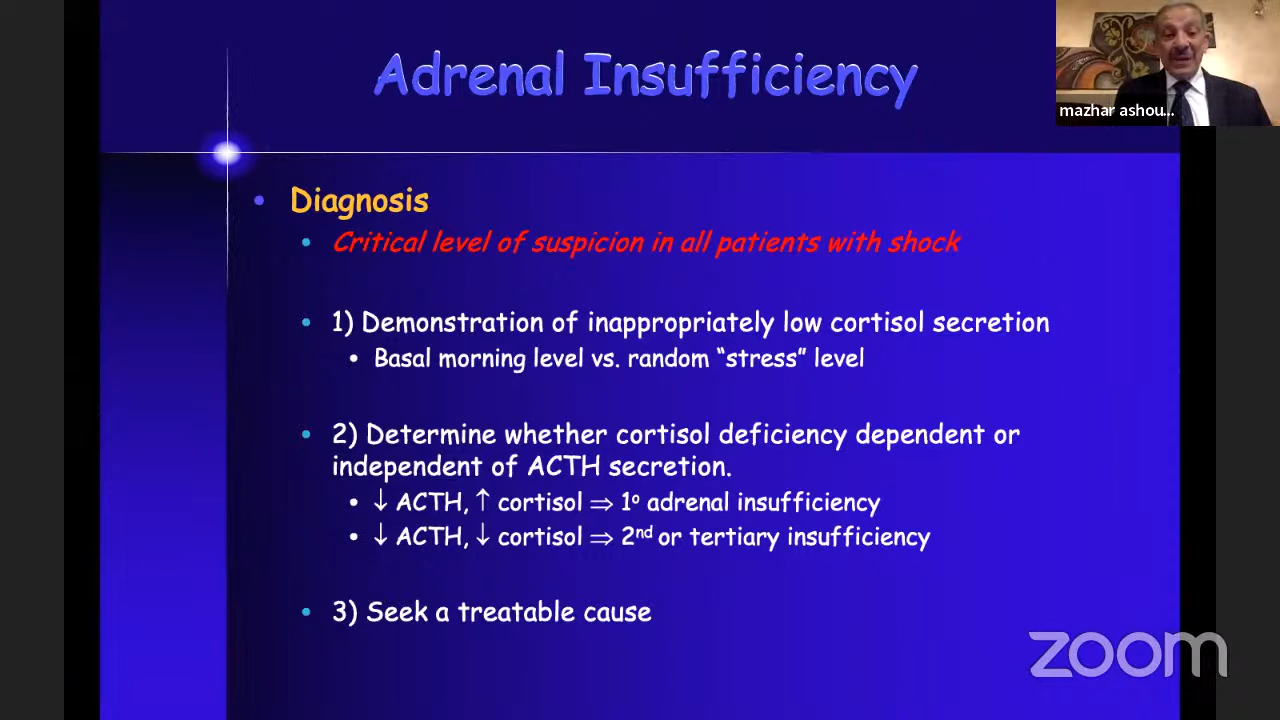 Adrenal Insufficiency
mazhar ashou...
• Diagnosis
• Critical level of suspicion in all patients with shock
• 1) Demonstration of inappropriately low cortisol secretion
• Basal morning level vs. random “stress” level
• 2) Determine whether cortisol deficiency dependent or
independent of ACTH secretion.
• ↓ ACTH, ↑ cortisol ⇒ 1º adrenal insufficiency
• ↓ ACTH, ↓ cortisol ⇒ 2nd or tertiary insufficiency
• 3) Seek a treatable cause
zoom